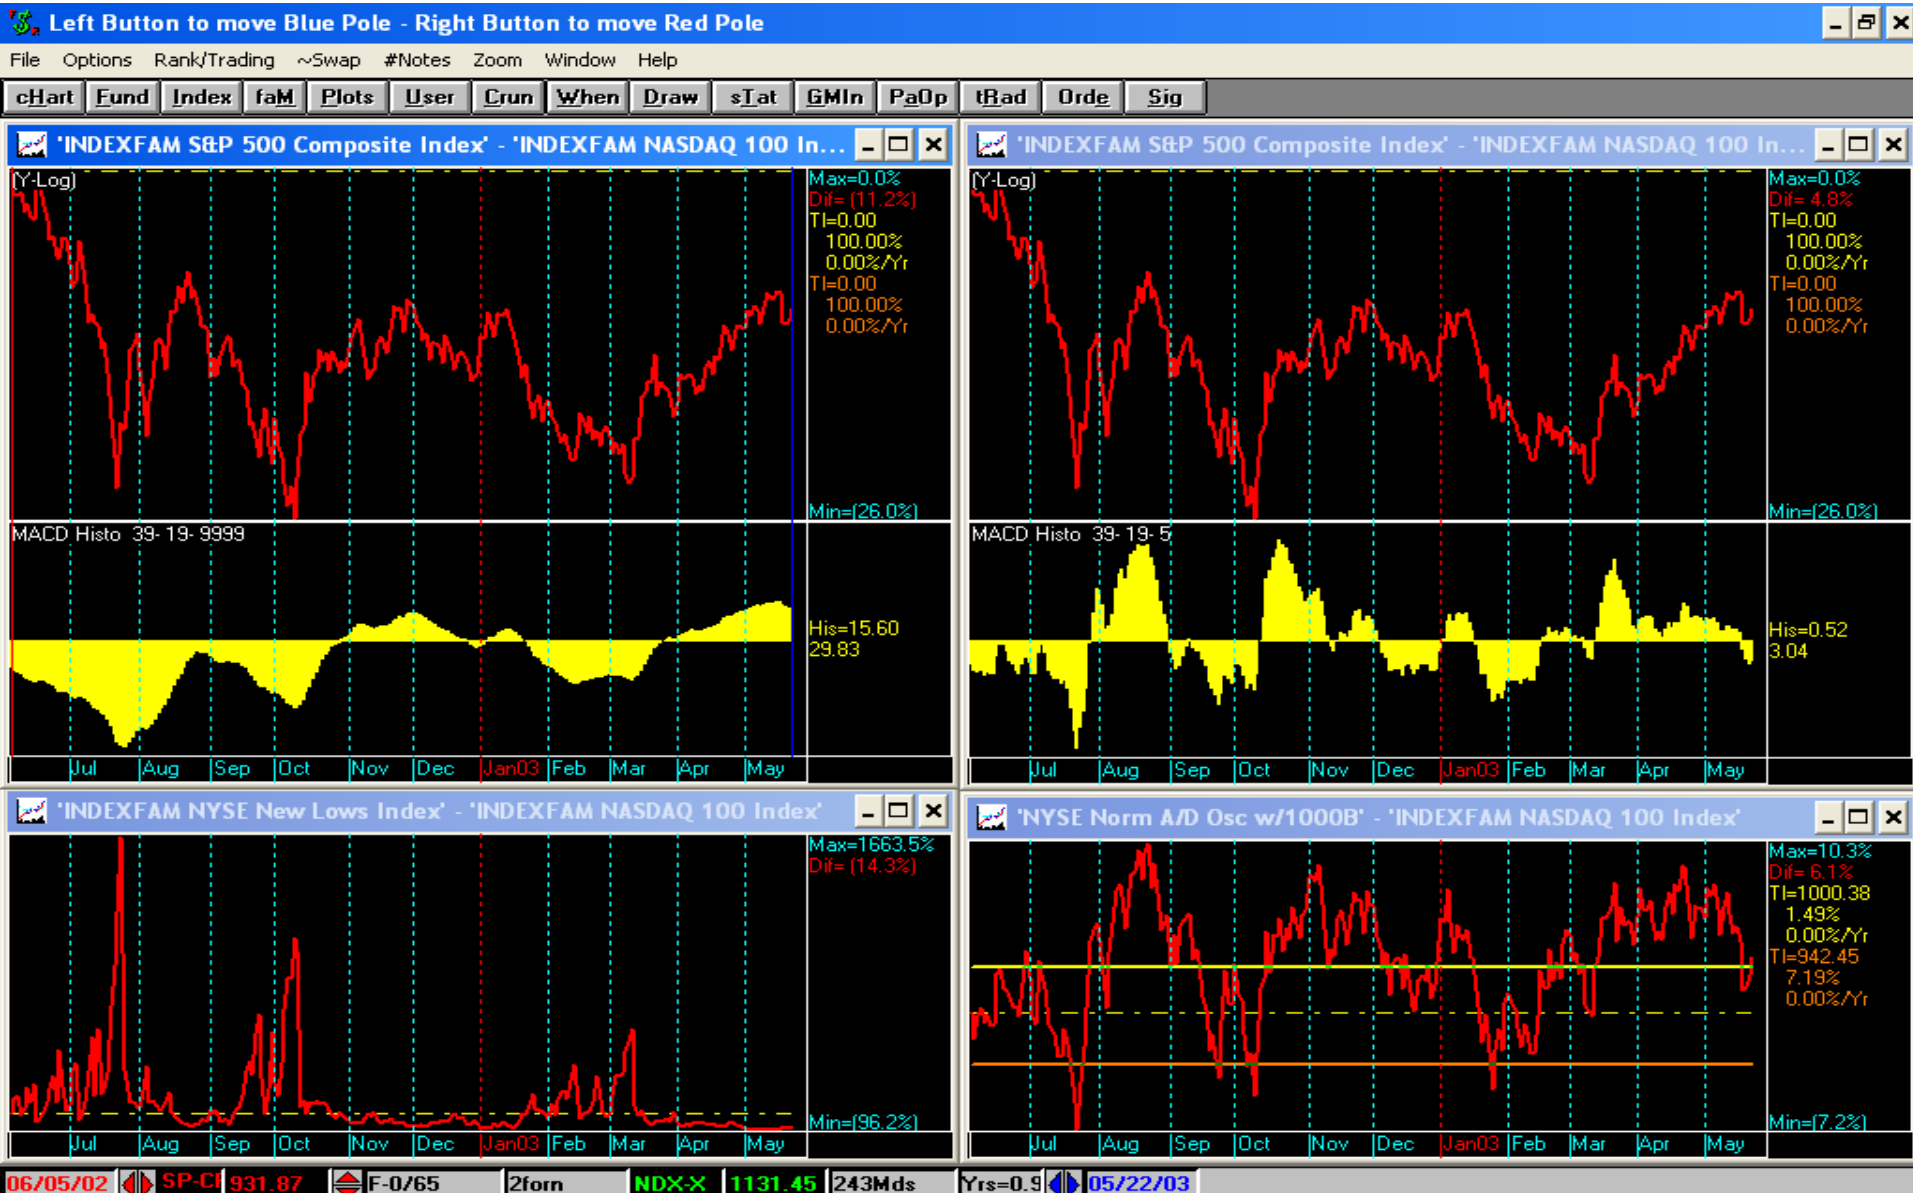 Left Button to move Blue Pole - Right Button to move Red Pole
File Options Rank/Trading ~Swap #Notes Zoom Window Help
cHart Fund Index faM Plots User Crun When Draw sTat GMIn PaOp tRad Orde Sig
'INDEXFAM S&P 500 Composite Index' - 'INDEXFAM NASDAQ 100 In...
(Y-Log)
Max=0.0%
Dif= (11.2%)
Tl=0.00
100.00%
0.00%/Yr
Tl=0.00
100.00%
0.00%/Yr
Min=(26.0%)
MACD Histo 39-19-9999
His=15.60
29.83
Jul Aug Sep Oct Nov Dec Jan03 Feb Mar Apr May
'INDEXFAM S&P 500 Composite Index' - 'INDEXFAM NASDAQ 100 In...
(Y-Log)
Max=0.0%
Dif= 4.8%
Tl=0.00
100.00%
0.00%/Yr
Tl=0.00
100.00%
0.00%/Yr
Min=(26.0%)
MACD Histo 39-19-5
His=0.52
3.04
Jul Aug Sep Oct Nov Dec Jan03 Feb Mar Apr May
'INDEXFAM NYSE New Lows Index' - 'INDEXFAM NASDAQ 100 Index'
Max=1663.5%
Dif= (14.3%)
Min=(96.2%)
Jul Aug Sep Oct Nov Dec Jan03 Feb Mar Apr May
'NYSE Norm A/D Osc w/1000B' - 'INDEXFAM NASDAQ 100 Index'
Max=10.3%
Dif= 6.1%
Tl=1000.38
1.49%
0.00%/Yr
Tl=942.45
7.19%
0.00%/Yr
Min=(7.2%)
Jul Aug Sep Oct Nov Dec Jan03 Feb Mar Apr May
06/05/02 931.87 F-0/65 2forn NDX-X 1131.45 243Mds Yrs=0.9 05/22/03